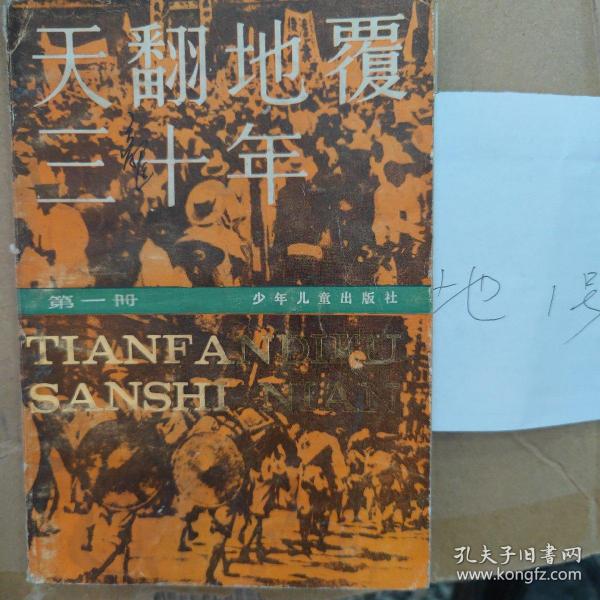 天翻地覆
三十年
第一册 少年儿童出版社
TIANFANDIFU
SANSHI NIAN
地 1号
孔夫子旧书网
www.kongfz.com